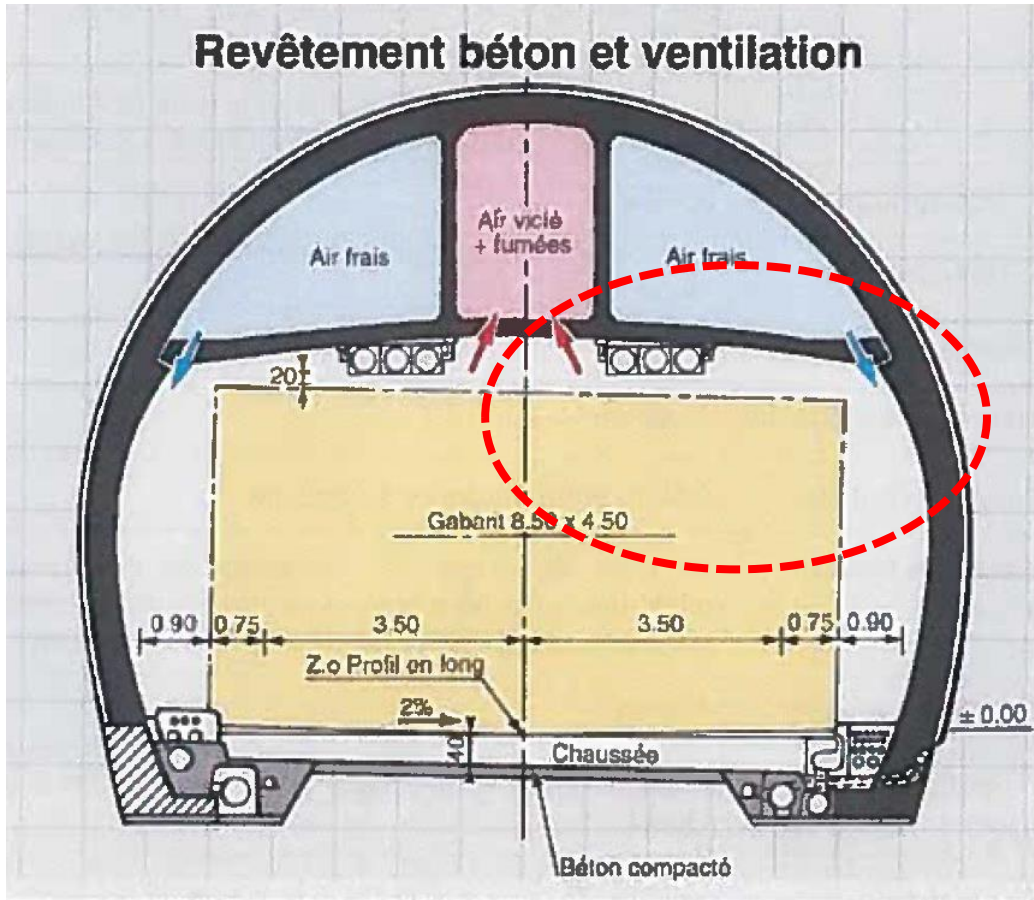 Revêtement béton et ventilation
Air vicié
+ fumées
Air frais
Air frais
20
Gabarit 8.50 x 4.50
0.90
0.75
3.50
3.50
0.75
0.90
Z.o Profil en long
2%
± 0.00
40
Chaussée
Béton compacté